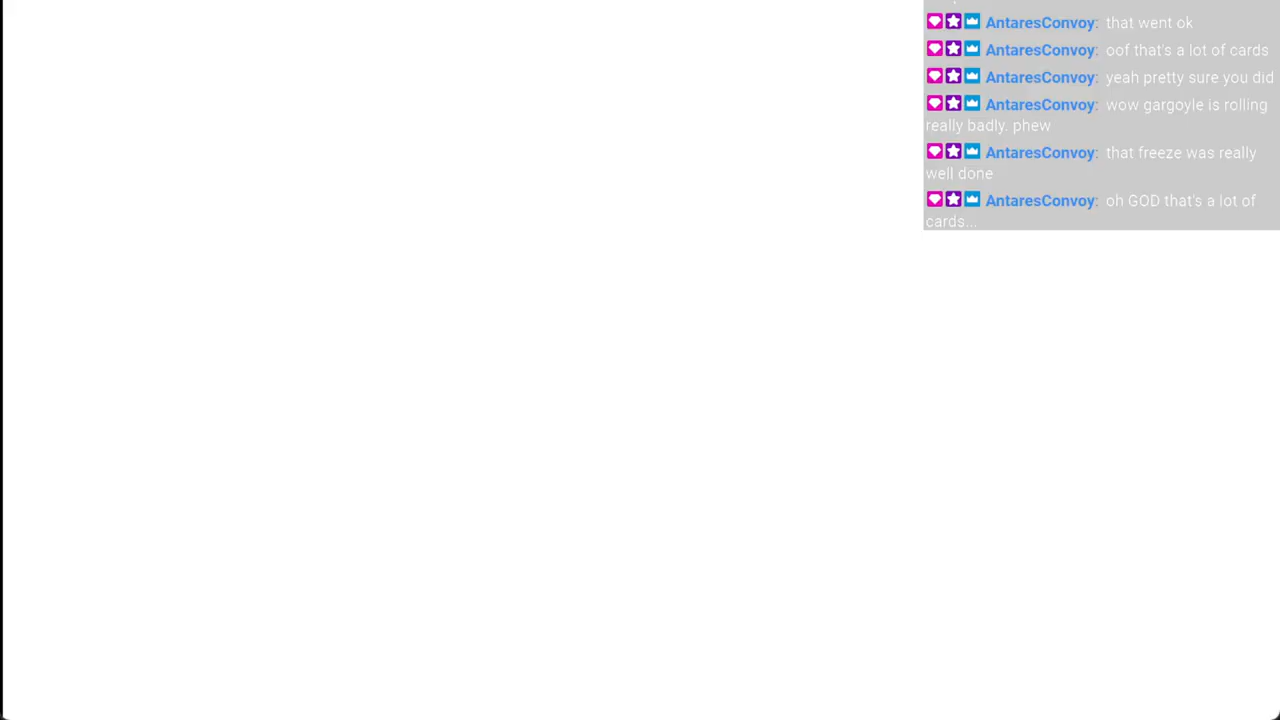 AntaresConvoy: that went ok
AntaresConvoy: oof that's a lot of cards
AntaresConvoy: yeah pretty sure you did
AntaresConvoy: wow gargoyle is rolling
really badly. phew
AntaresConvoy: that freeze was really
well done
AntaresConvoy: oh GOD that's a lot of
cards...